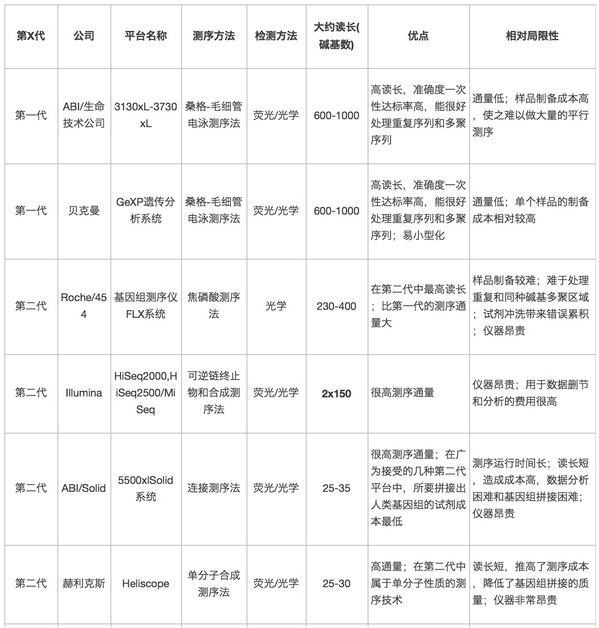 第X代 公司 平台名称 测序方法 检测方法 大约读长( 优点 相对局限性
碱基数)
第一代 ABI/生命 3130xL-3730 桑格-毛细管 荧光/光学 600-1000 高读长，准确度一次 通量低；样品制备成本高
技术公司 xL 电泳测序法 性达标率高，能很好 ，使之难以做大量的平行
处理重复序列和多聚 测序
序列
第一代 贝克曼 GeXP遗传分 桑格-毛细管 荧光/光学 600-1000 高读长，准确度一次 通量低；单个样品的制备
析系统 电泳测序法 性达标率高，能很好 成本相对较高
处理重复序列和多聚
序列；易小型化
第二代 Roche/45 基因组测序仪 焦磷酸测序 光学 230-400 在第二代中最高读长 样品制备较难；难于处理
4 FLX系统 法 ；比第一代的测序通 重复和同种碱基多聚区域
量大 ；试剂冲洗带来错误累积
；仪器昂贵
第二代 Illumina HiSeq2000,H 可逆链终止 荧光/光学 2x150 很高测序通量 仪器昂贵；用于数据删节
iSeq2500/Mi 物和合成测 和分析的费用很高
Seq 序法
第二代 ABI/Solid 5500xlSolid 连接测序法 荧光/光学 25-35 很高测序通量；在广 测序运行时间长；读长短
系统 为接受的几种第二代 ，造成成本高，数据分析
平台中，所要拼接出 困难和基因组拼接困难；
人类基因组的试剂成 仪器昂贵
本最低
第二代 赫利克斯 Heliscope 单分子合成 荧光/光学 25-30 高通量；在第二代中 读长短，推高了测序成本
测序法 属于单分子性质的测 ，降低了基因组拼接的质
序技术 量；仪器非常昂贵